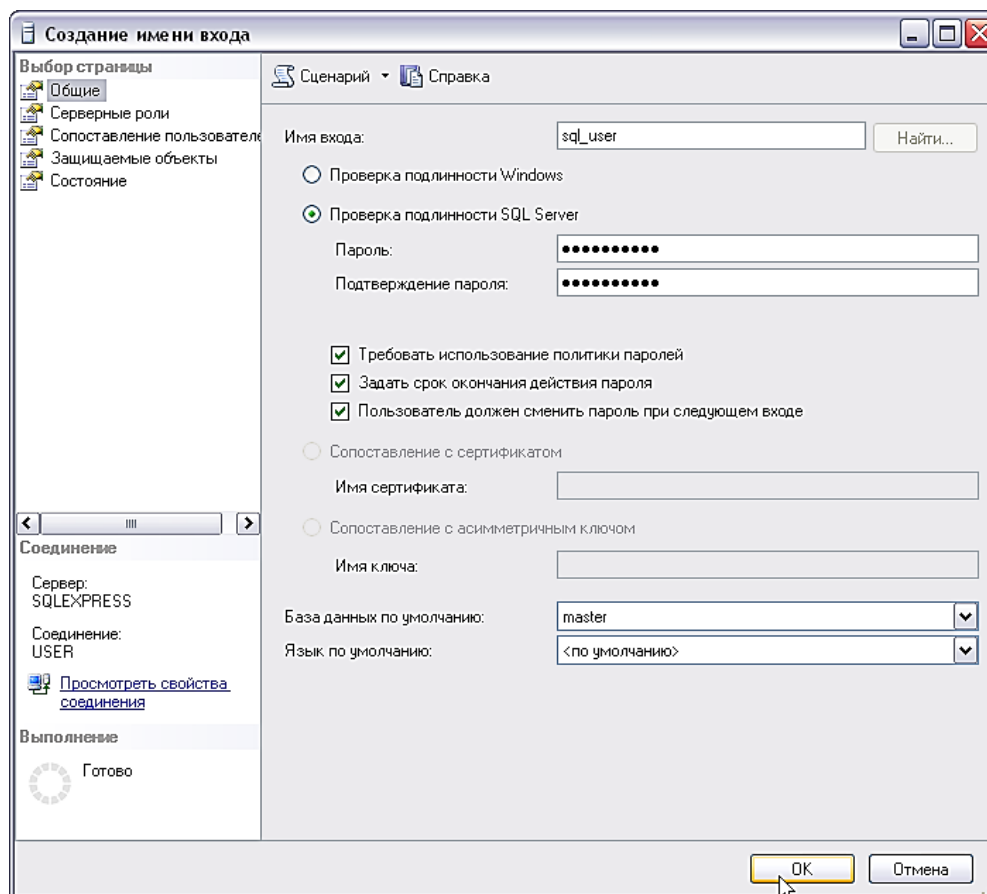 Создание имени входа
Выбор страницы
Общие
Серверные роли
Сопоставление пользователе
Защищаемые объекты
Состояние
Сценарий
Справка
Имя входа:
sql_user
Найти...
Проверка подлинности Windows
Проверка подлинности SQL Server
Пароль:
●●●●●●●●●●
Подтверждение пароля:
●●●●●●●●●●
Требовать использование политики паролей
Задать срок окончания действия пароля
Пользователь должен сменить пароль при следующем входе
Сопоставление с сертификатом
Имя сертификата:
Сопоставление с асимметричным ключом
Имя ключа:
База данных по умолчанию:
master
Язык по умолчанию:
<по умолчанию>
Соединение
Сервер:
SQLEXPRESS
Соединение:
USER
Просмотреть свойства
соединения
Выполнение
Готово
OK
Отмена